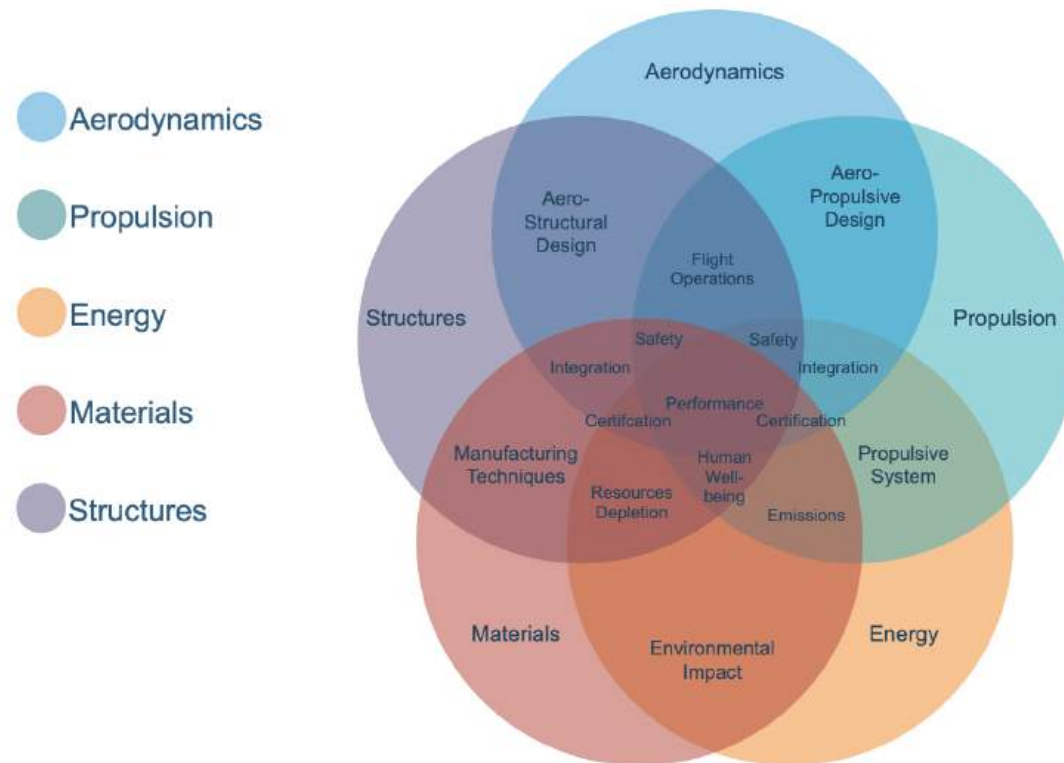 Aerodynamics
Propulsion
Energy
Materials
Structures
Aerodynamics
Aero-
Structural
Design
Aero-
Propulsive
Design
Flight
Operations
Structures
Propulsion
Safety
Safety
Integration
Integration
Performance
Certifcation
Certification
Manufacturing
Techniques
Human
Well-
being
Propulsive
System
Resources
Depletion
Emissions
Materials
Environmental
Impact
Energy